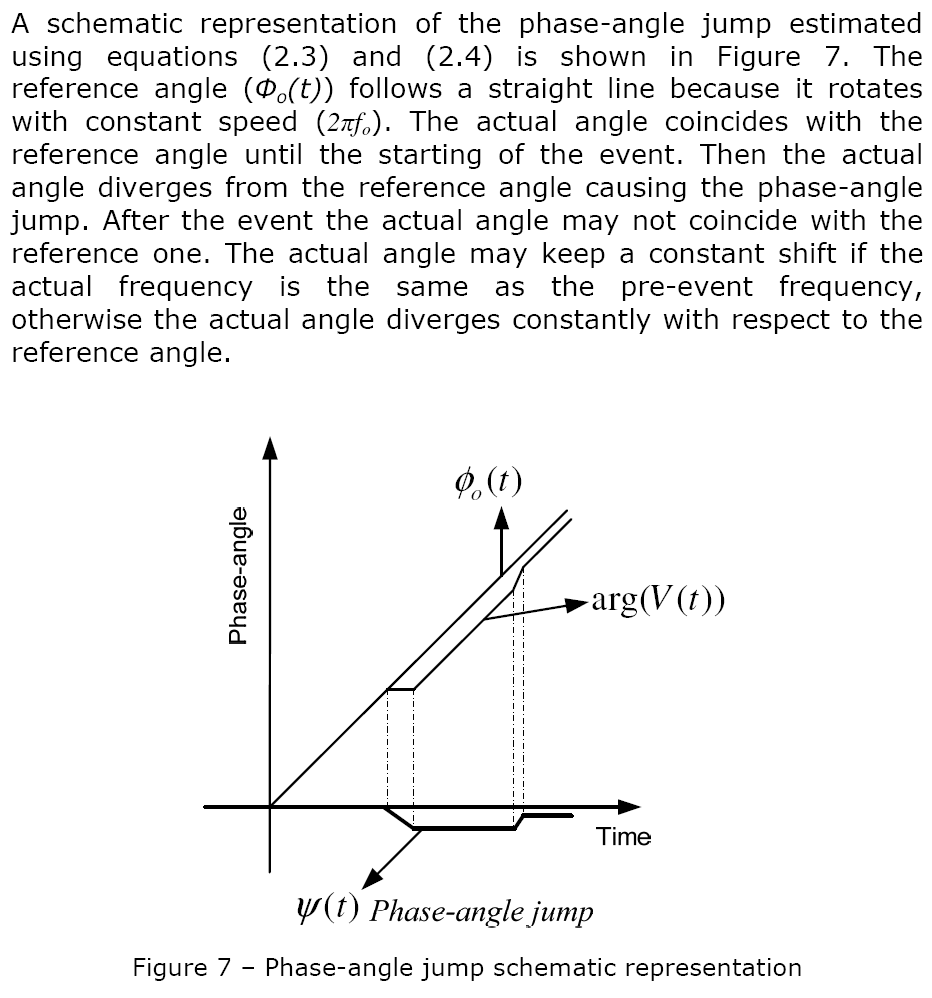 A schematic representation of the phase-angle jump estimated
using equations (2.3) and (2.4) is shown in Figure 7. The
reference angle (Φₒ(t)) follows a straight line because it rotates
with constant speed (2πfₒ). The actual angle coincides with the
reference angle until the starting of the event. Then the actual
angle diverges from the reference angle causing the phase-angle
jump. After the event the actual angle may not coincide with the
reference one. The actual angle may keep a constant shift if the
actual frequency is the same as the pre-event frequency,
otherwise the actual angle diverges constantly with respect to the
reference angle.
ϕₒ(t)
Phase-angle
arg(V(t))
Time
ψ(t) Phase-angle jump
Figure 7 – Phase-angle jump schematic representation